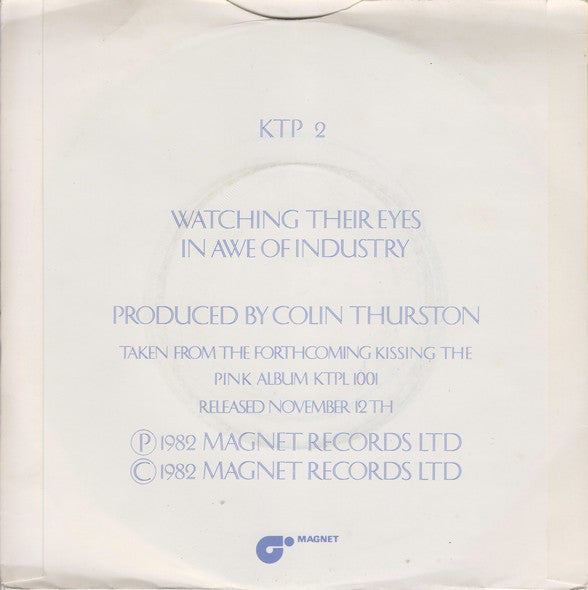 KTP 2
WATCHING THEIR EYES
IN AWE OF INDUSTRY
PRODUCED BY COLIN THURSTON
TAKEN FROM THE FORTHCOMING KISSING THE
PINK ALBUM KTPL 1001
RELEASED NOVEMBER 12TH
Ⓟ 1982 MAGNET RECORDS LTD
© 1982 MAGNET RECORDS LTD
MAGNET